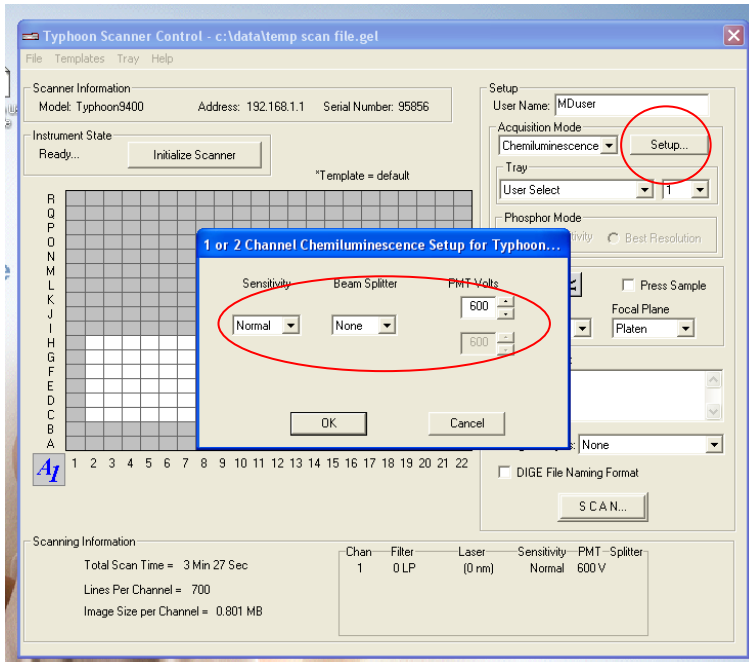 Typhoon Scanner Control - c:\data\temp scan file.gel
File Templates Tray Help
Scanner Information
Model: Typhoon9400 Address: 192.168.1.1 Serial Number: 95856
Instrument State
Ready... Initialize Scanner
*Template = default
Setup
User Name: MDuser
Acquisition Mode
Chemiluminescence Setup...
Tray
User Select 1
Phosphor Mode
Best Resolution
Press Sample
Focal Plane
Platen
None
DIGE File Naming Format
SCAN...
R
Q
P
O
N
M
L
K
J
I
H
G
F
E
D
C
B
A
A1 1 2 3 4 5 6 7 8 9 10 11 12 13 14 15 16 17 18 19 20 21 22
1 or 2 Channel Chemiluminescence Setup for Typhoon...
Sensitivity Beam Splitter PMT Volts
Normal None 600
600
OK Cancel
Scanning Information
Total Scan Time = 3 Min 27 Sec
Lines Per Channel = 700
Image Size per Channel = 0.801 MB
Chan Filter Laser Sensitivity PMT Splitter
1 0 LP (0 nm) Normal 600 V